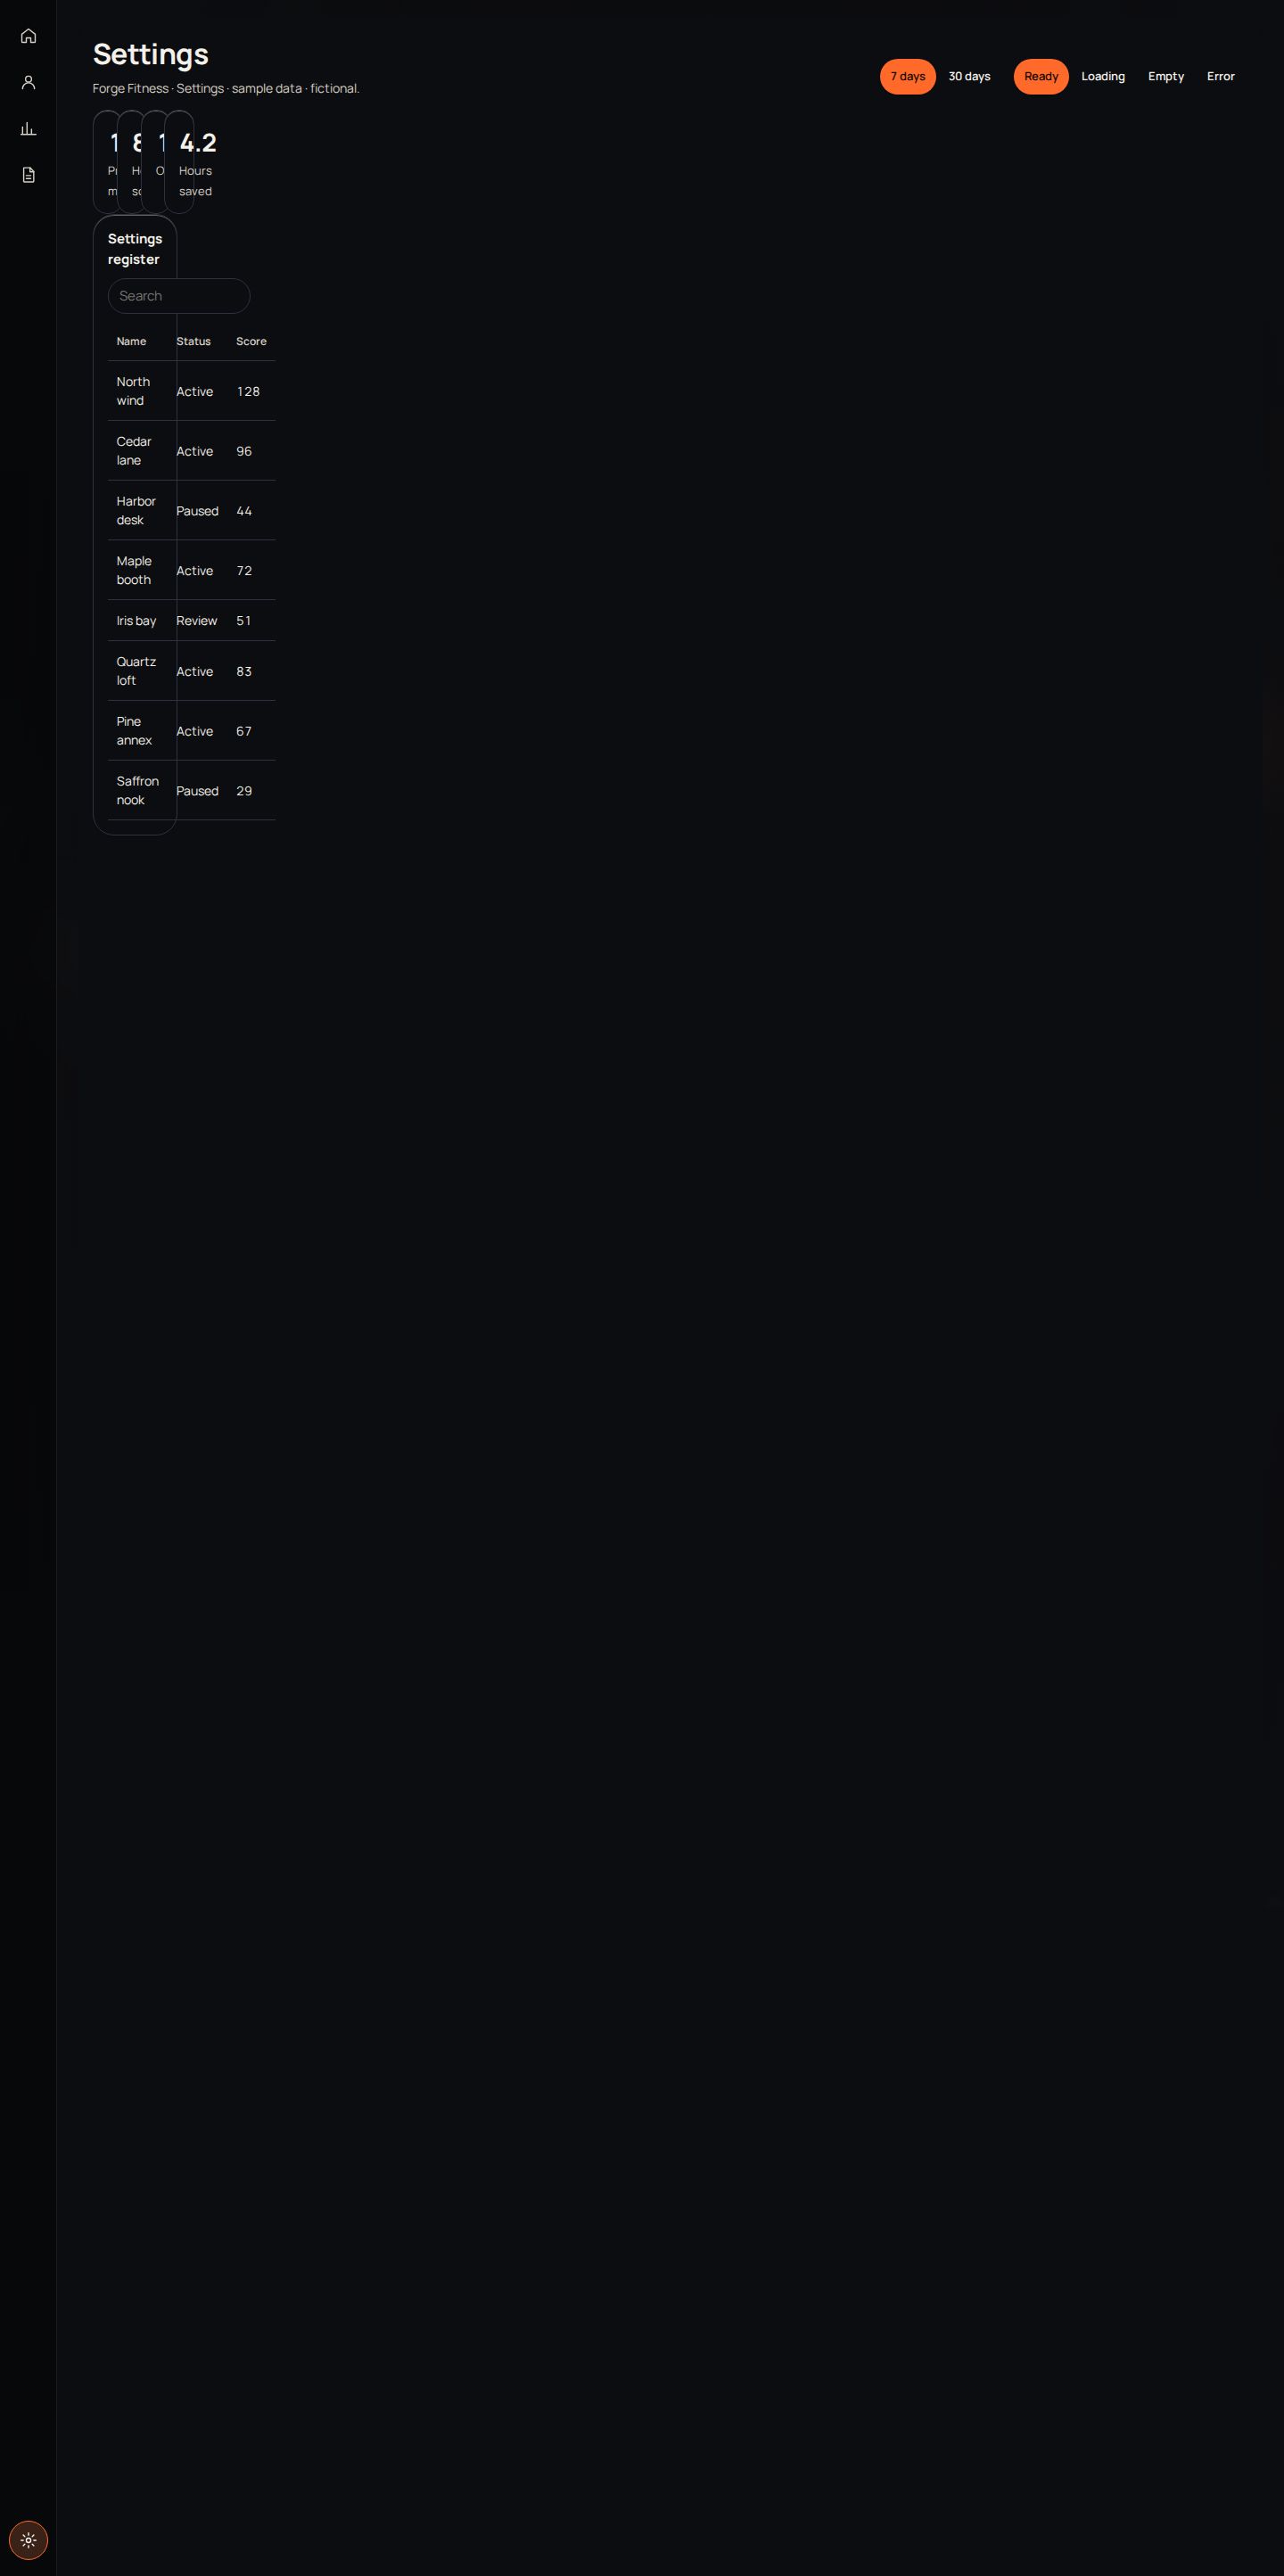 Settings
Forge Fitness · Settings · sample data · fictional.
7 days 30 days Ready Loading Empty Error
4.2
Hours
saved
Settings
register
Search
Name Status Score
North
wind
Active 128
Cedar
lane
Active 96
Harbor
desk
Paused 44
Maple
booth
Active 72
Iris bay Review 51
Quartz
loft
Active 83
Pine
annex
Active 67
Saffron
nook
Paused 29